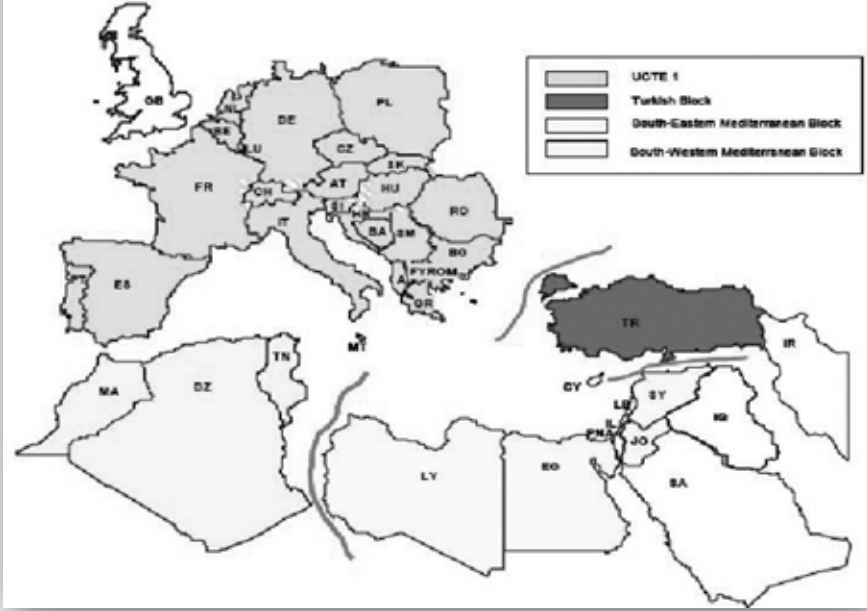 GB
NL
BE
LU
DE
PL
CZ
SK
FR
CH
AT
HU
SI
HR
RO
IT
BA
SM
BG
A
FYROM
GR
ES
PT
MT
TR
IR
CY
SY
LB
IL
PNA
JO
IQ
SA
MA
DZ
TN
LY
EG
UCTE 1
Turkish Block
South-Eastern Mediterranean Block
South-Western Mediterranean Block